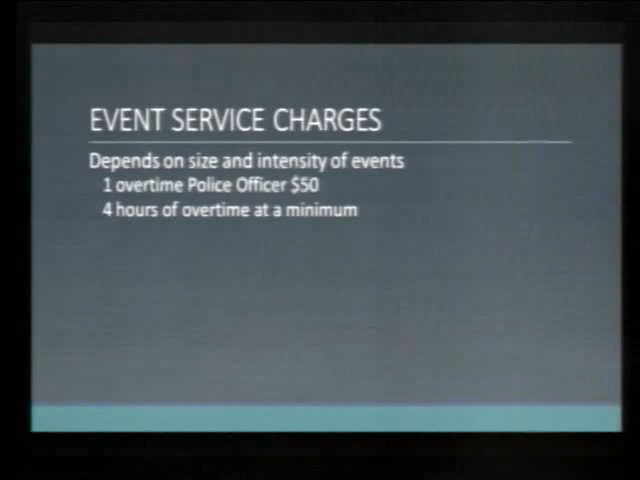 EVENT SERVICE CHARGES
Depends on size and intensity of events
1 overtime Police Officer $50
4 hours of overtime at a minimum